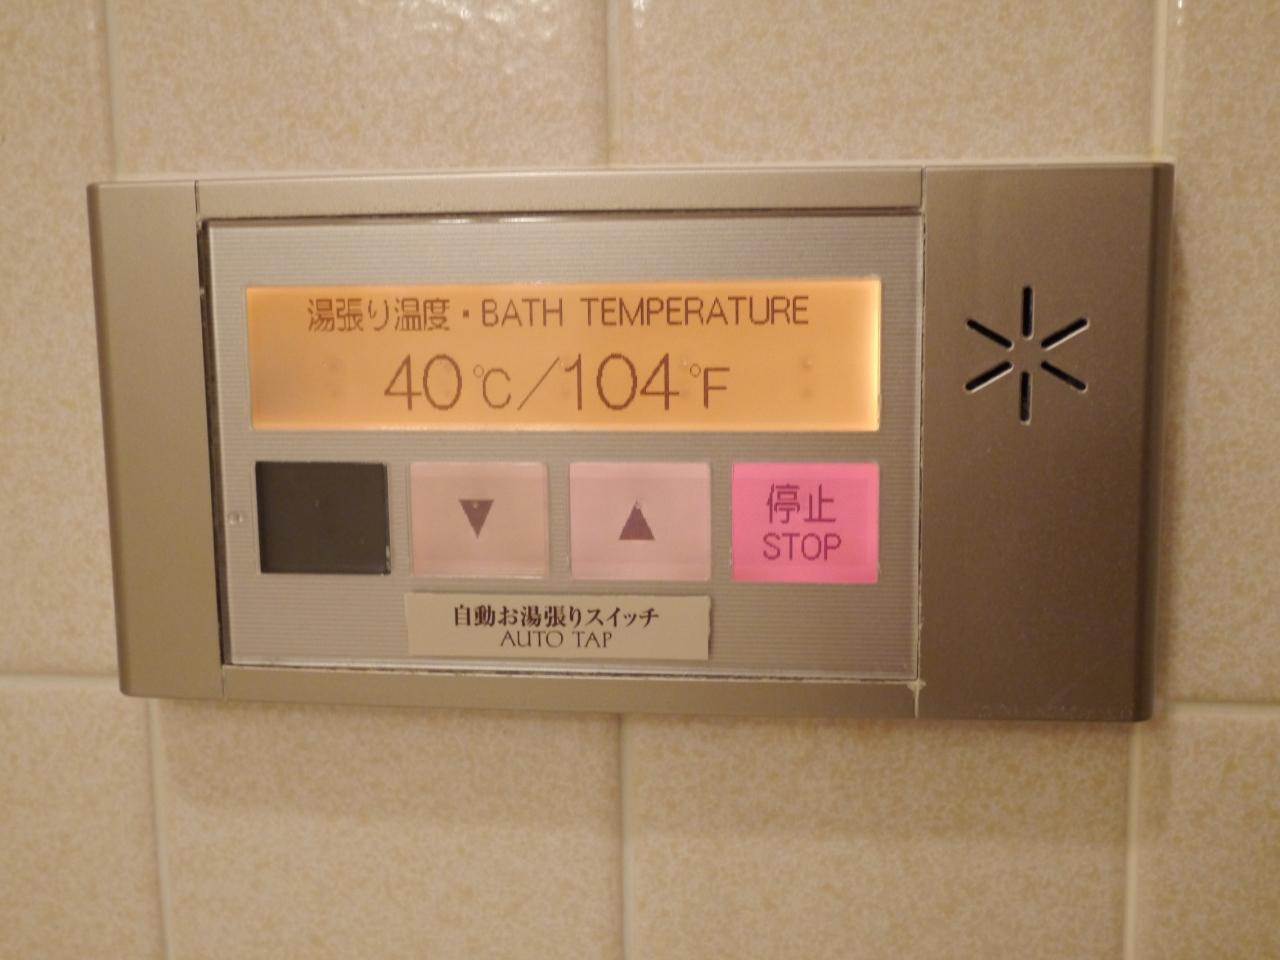 湯張り温度・BATH TEMPERATURE
40℃/104°F
▼ ▲
停止
STOP
自動お湯張りスイッチ
AUTO TAP